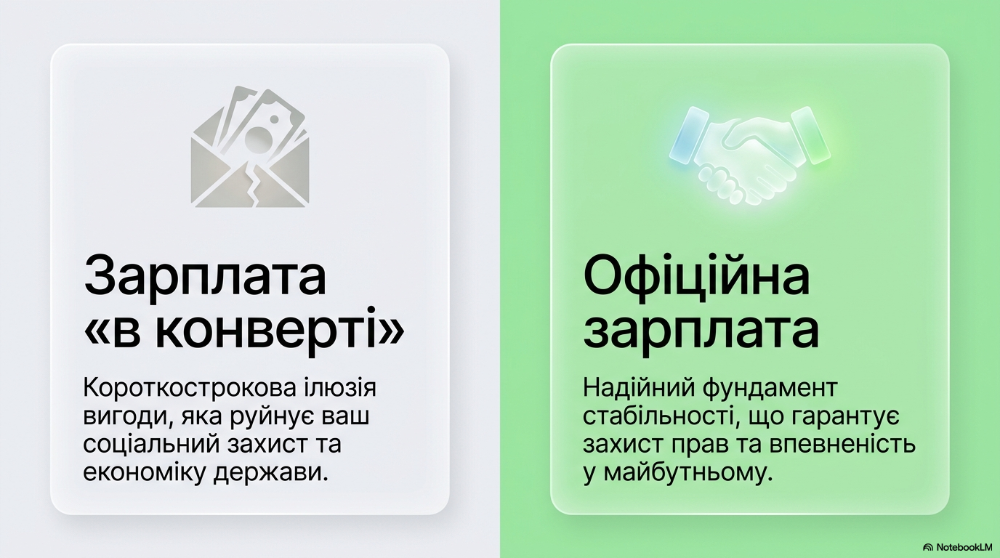 Зарплата
«в конверті»
Короткострокова ілюзія
вигоди, яка руйнує ваш
соціальний захист та
економіку держави.
Офіційна
зарплата
Надійний фундамент
стабільності, що гарантує
захист прав та впевненість
у майбутньому.
NotebookLM